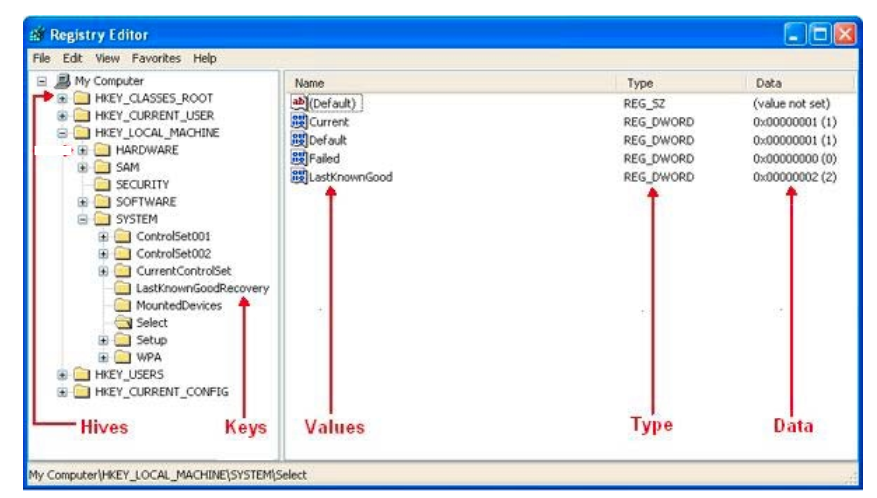 Registry Editor
File Edit View Favorites Help
My Computer
HKEY_CLASSES_ROOT
HKEY_CURRENT_USER
HKEY_LOCAL_MACHINE
HARDWARE
SAM
SECURITY
SOFTWARE
SYSTEM
ControlSet001
ControlSet002
CurrentControlSet
LastKnownGoodRecovery
MountedDevices
Select
Setup
WPA
HKEY_USERS
HKEY_CURRENT_CONFIG
Hives Keys
Name Type Data
ab (Default) REG_SZ (value not set)
Current REG_DWORD 0x00000001 (1)
Default REG_DWORD 0x00000001 (1)
Failed REG_DWORD 0x00000000 (0)
LastKnownGood REG_DWORD 0x00000002 (2)
Values Type Data
My Computer\HKEY_LOCAL_MACHINE\SYSTEM\Select